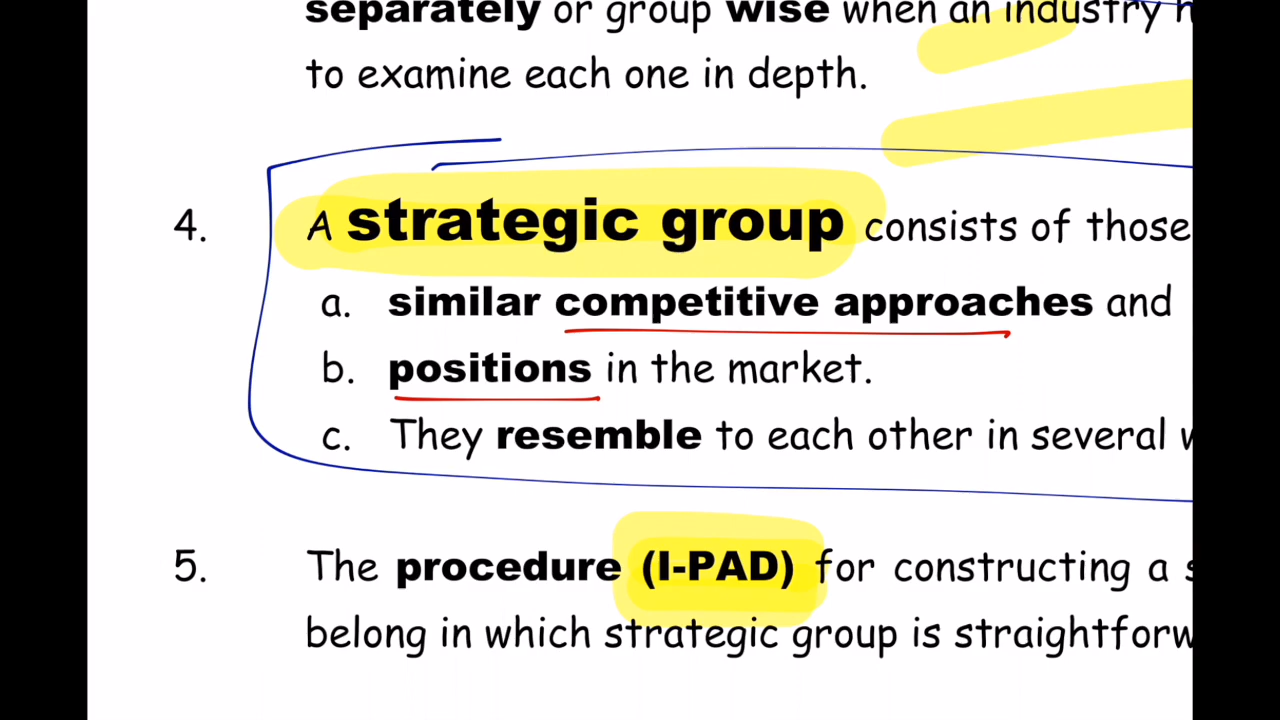 separately or group wise when an industry
to examine each one in depth.
4. A strategic group consists of those
a. similar competitive approaches and
b. positions in the market.
c. They resemble to each other in several
5. The procedure (I-PAD) for constructing a
belong in which strategic group is